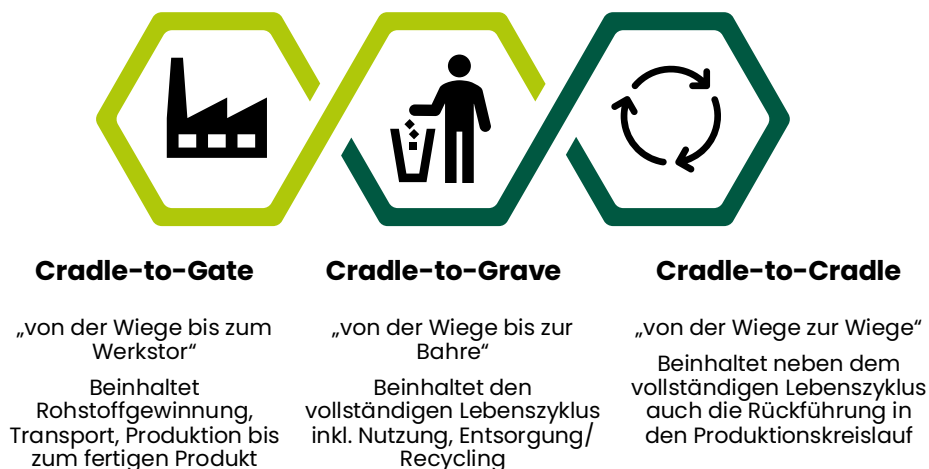 Cradle-to-Gate
„von der Wiege bis zum
Werkstor“
Beinhaltet
Rohstoffgewinnung,
Transport, Produktion bis
zum fertigen Produkt
Cradle-to-Grave
„von der Wiege bis zur
Bahre“
Beinhaltet den
vollständigen Lebenszyklus
inkl. Nutzung, Entsorgung/
Recycling
Cradle-to-Cradle
„von der Wiege zur Wiege“
Beinhaltet neben dem
vollständigen Lebenszyklus
auch die Rückführung in
den Produktionskreislauf